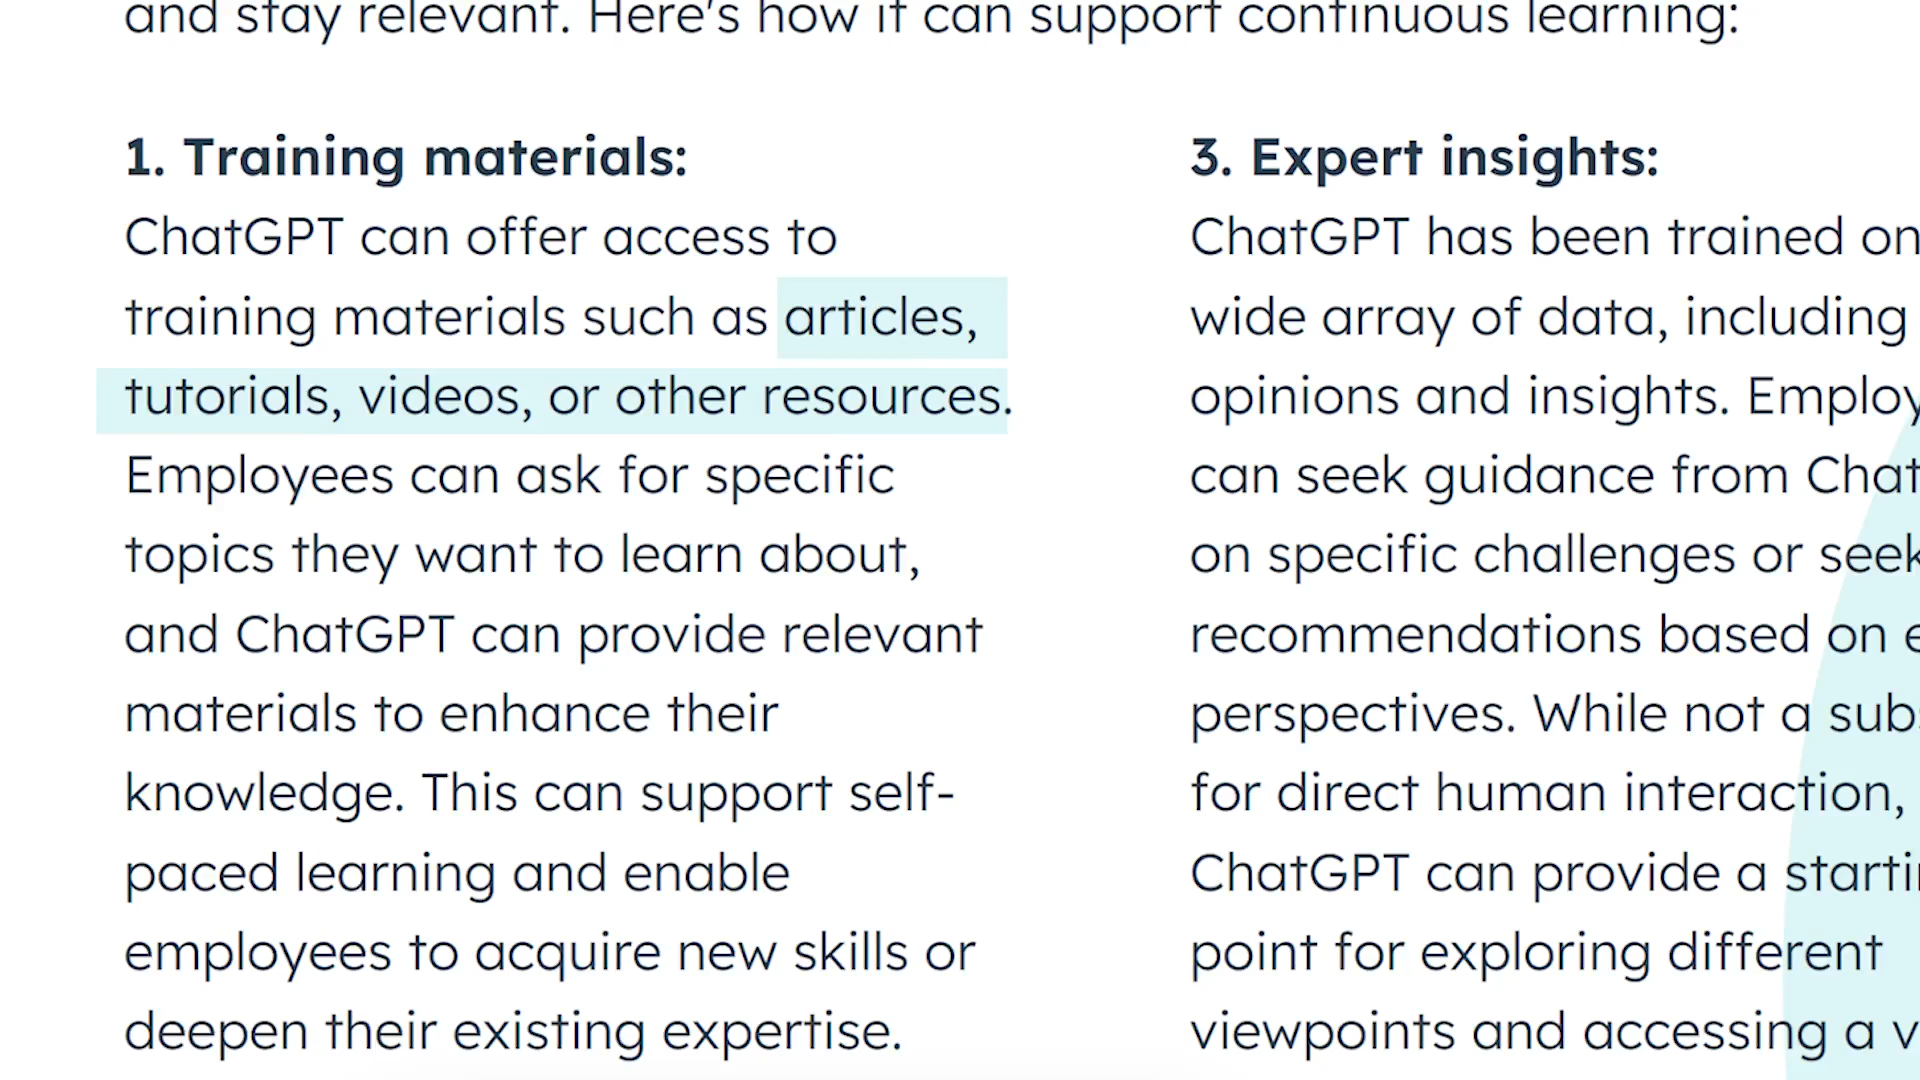 and stay relevant. Here's how it can support continuous learning:
1. Training materials:
ChatGPT can offer access to
training materials such as articles,
tutorials, videos, or other resources.
Employees can ask for specific
topics they want to learn about,
and ChatGPT can provide relevant
materials to enhance their
knowledge. This can support self-
paced learning and enable
employees to acquire new skills or
deepen their existing expertise.
3. Expert insights:
ChatGPT has been trained on
wide array of data, including
opinions and insights.
can seek guidance from
on specific challenges or
recommendations based on
perspectives. While not a
for direct human interaction,
ChatGPT can provide a
point for exploring different
viewpoints and accessing a